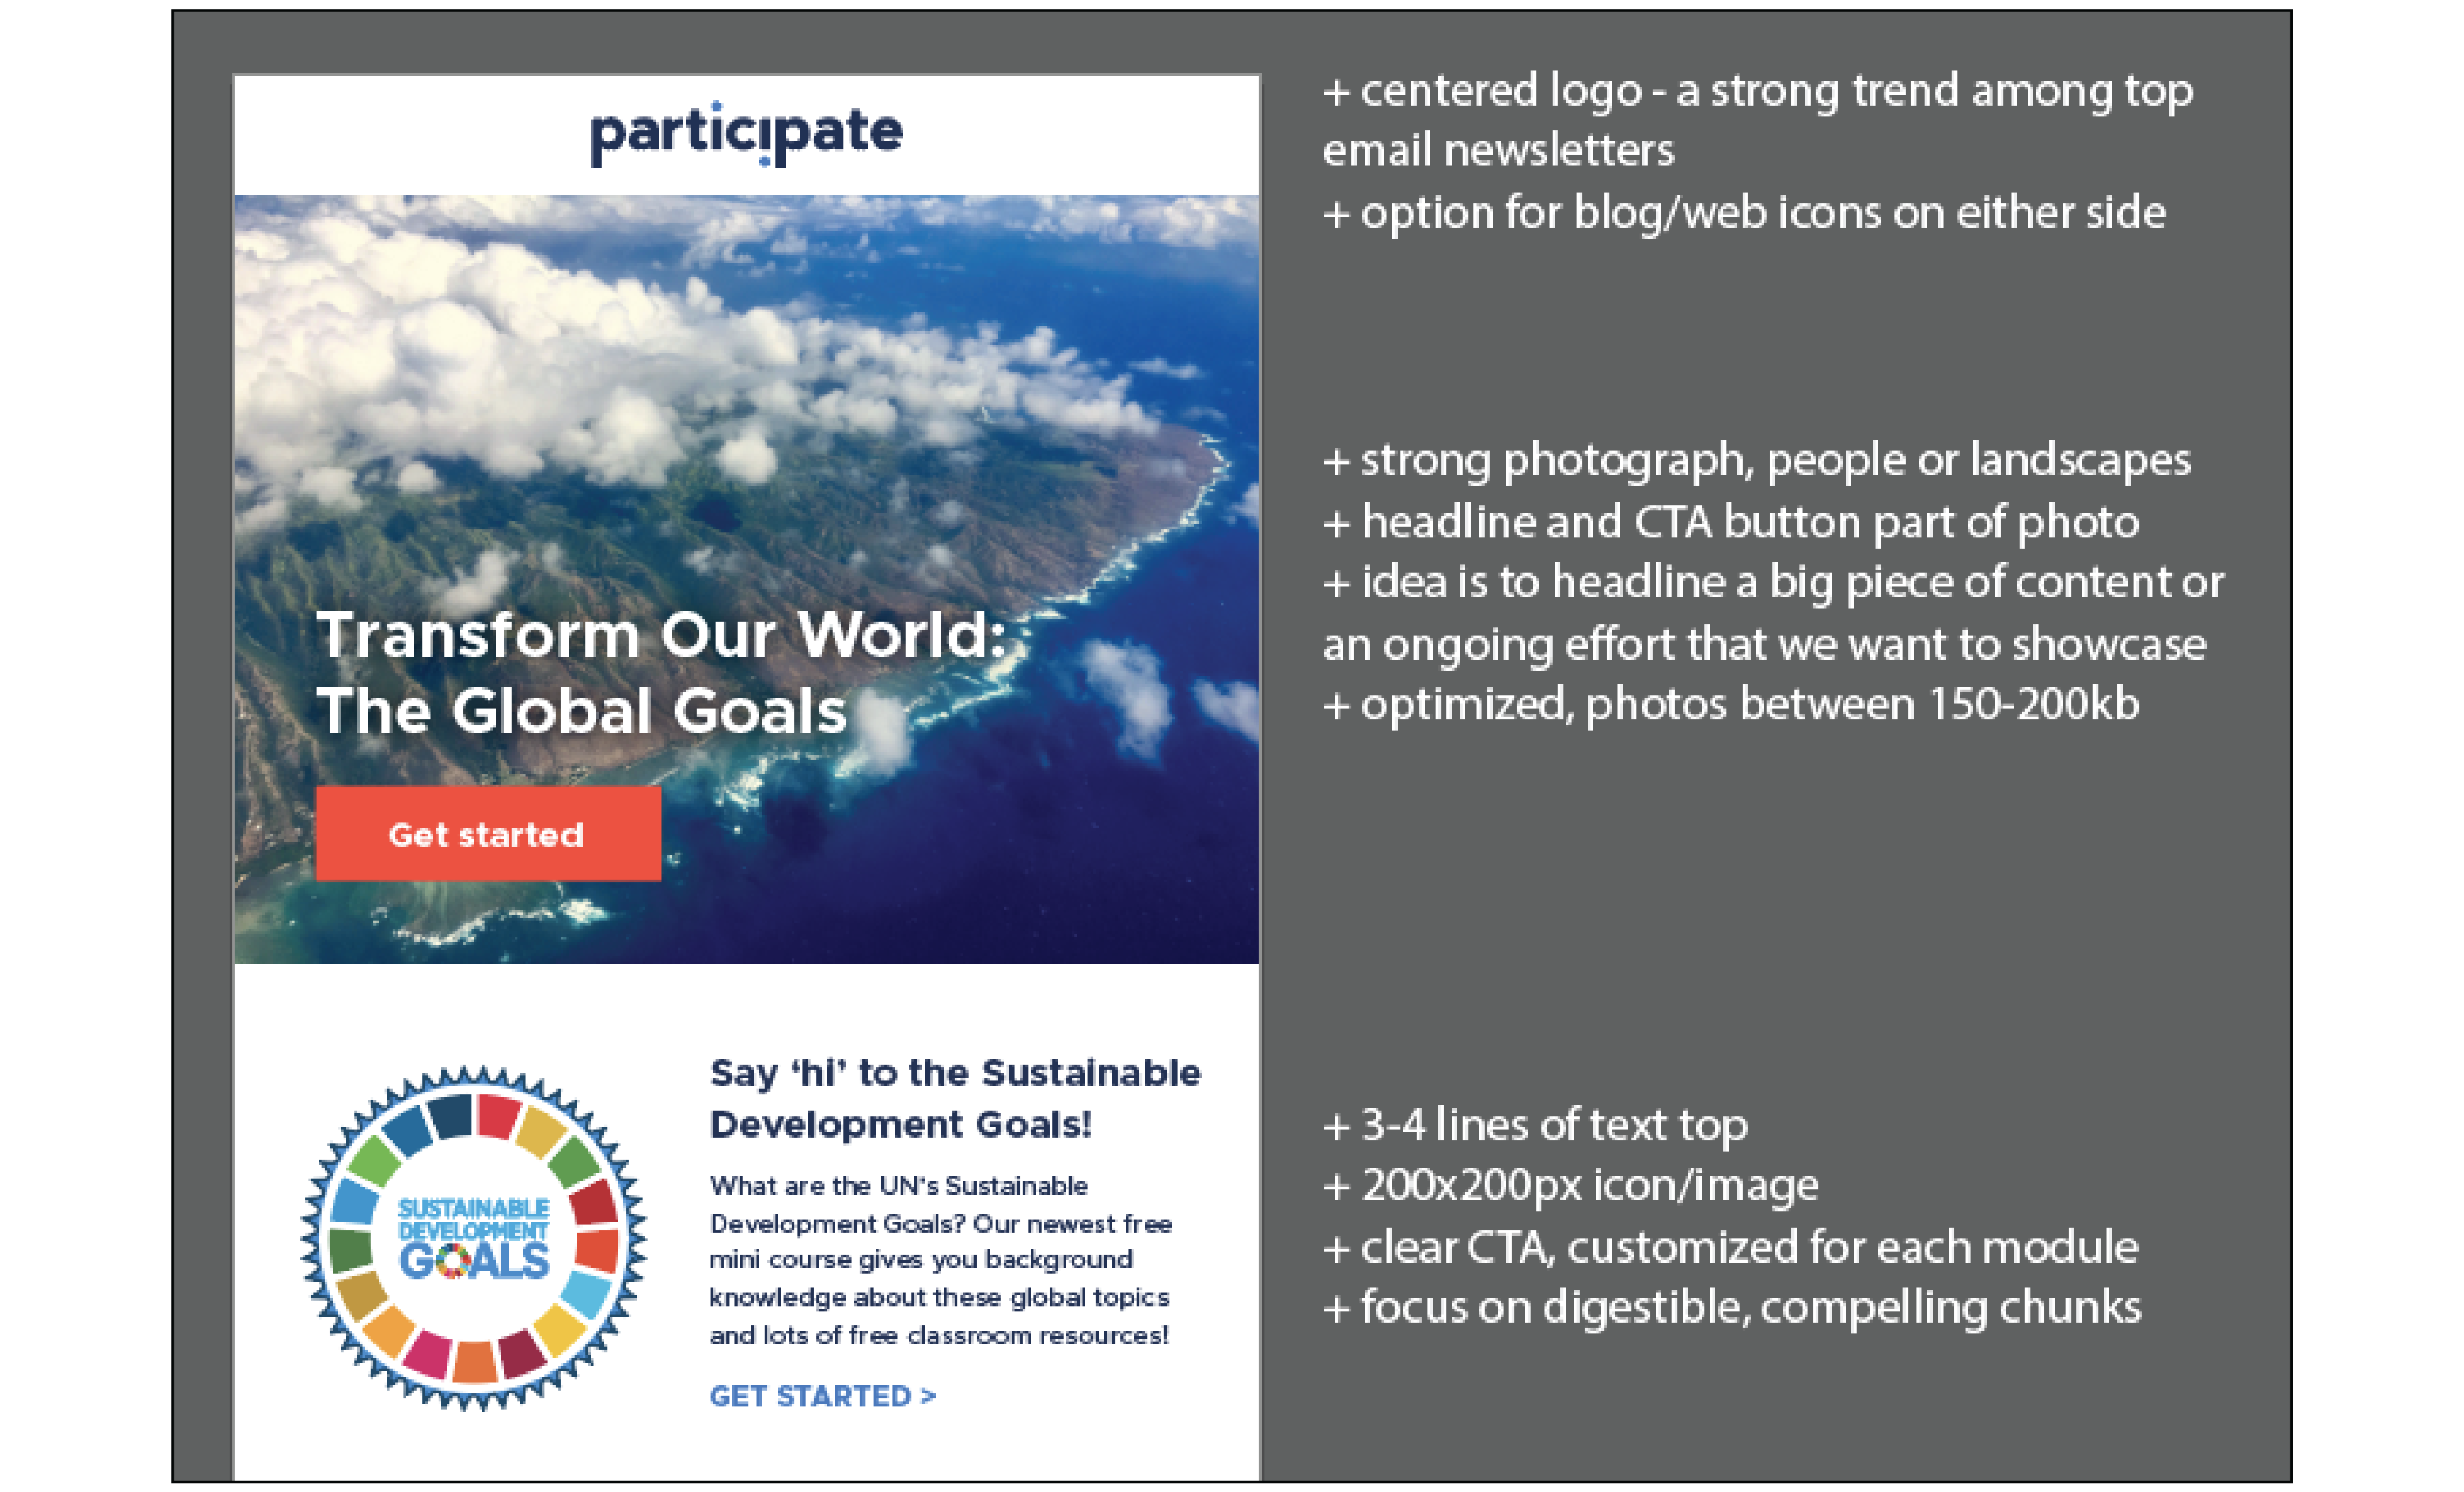 participate
Transform Our World:
The Global Goals
Get started
SUSTAINABLE
DEVELOPMENT
GOALS
Say ‘hi’ to the Sustainable
Development Goals!
What are the UN's Sustainable
Development Goals? Our newest free
mini course gives you background
knowledge about these global topics
and lots of free classroom resources!
GET STARTED >
+ centered logo - a strong trend among top
email newsletters
+ option for blog/web icons on either side
+ strong photograph, people or landscapes
+ headline and CTA button part of photo
+ idea is to headline a big piece of content or
an ongoing effort that we want to showcase
+ optimized, photos between 150-200kb
+ 3-4 lines of text top
+ 200x200px icon/image
+ clear CTA, customized for each module
+ focus on digestible, compelling chunks